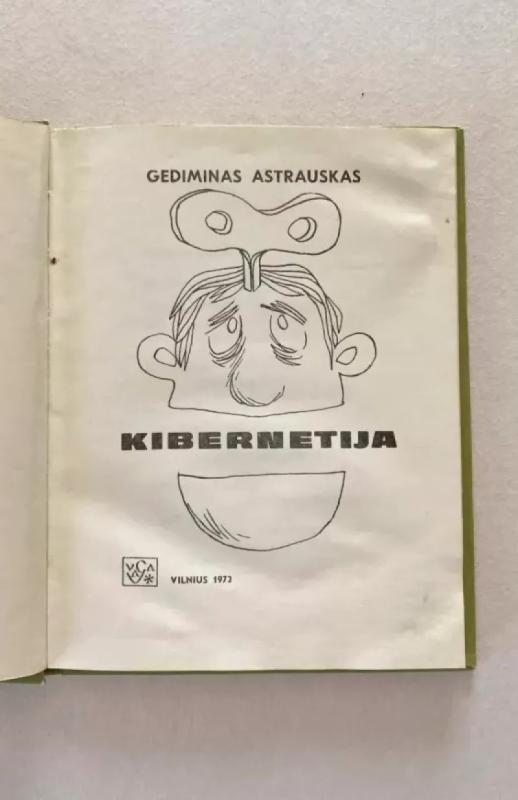 GEDIMINAS ASTRAUSKAS
KIBERNETIJA
VILNIUS 1973